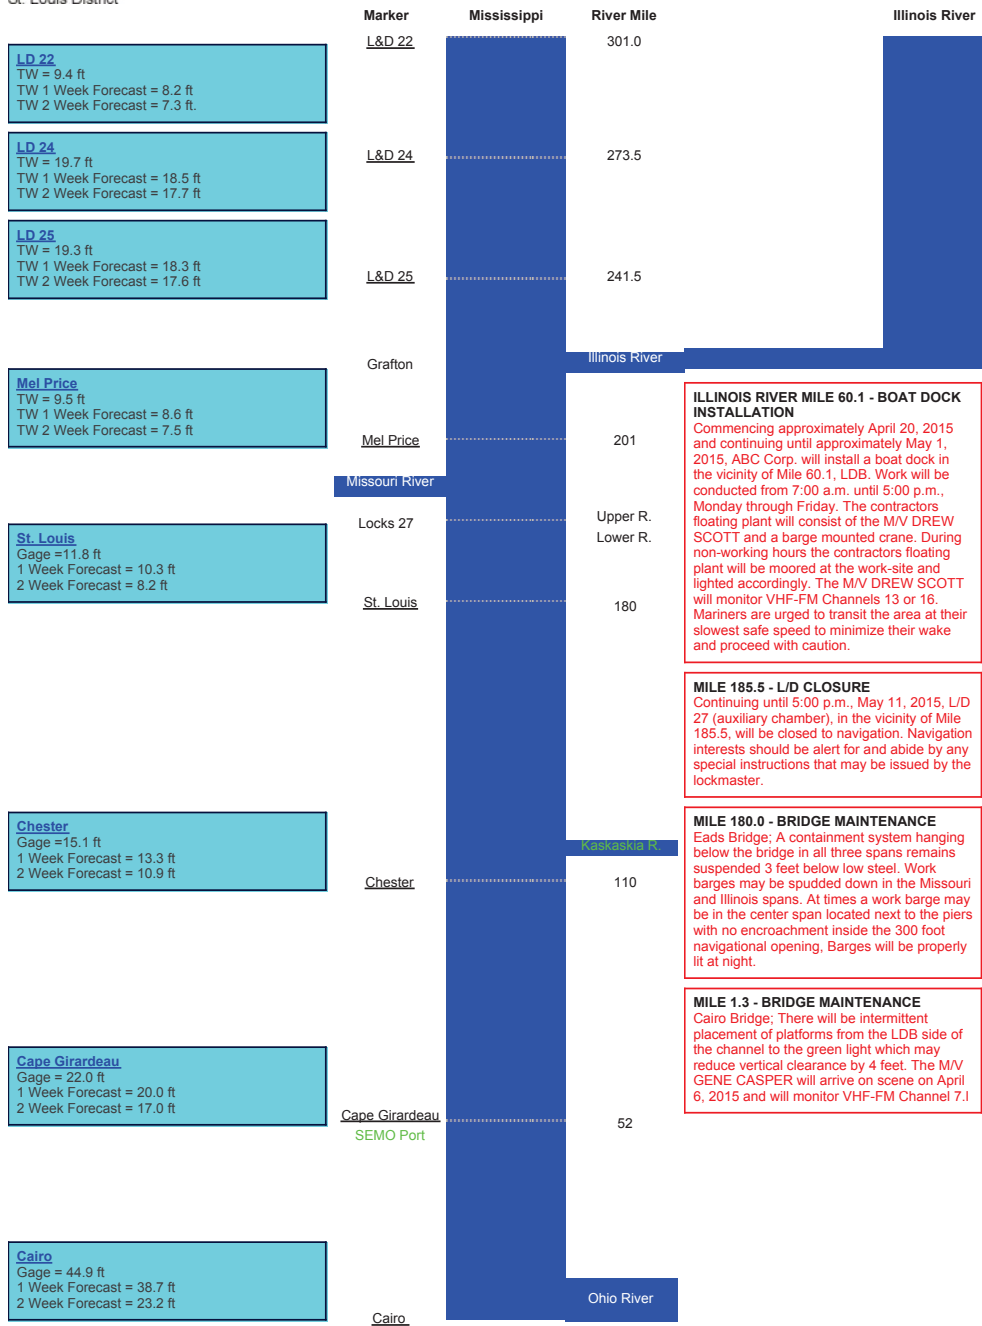 St. Louis District
Marker Mississippi River Mile Illinois River
L&D 22 301.0
LD 22
TW = 9.4 ft
TW 1 Week Forecast = 8.2 ft
TW 2 Week Forecast = 7.3 ft.
LD 24
TW = 19.7 ft
TW 1 Week Forecast = 18.5 ft
TW 2 Week Forecast = 17.7 ft
L&D 24 273.5
LD 25
TW = 19.3 ft
TW 1 Week Forecast = 18.3 ft
TW 2 Week Forecast = 17.6 ft
L&D 25 241.5
Grafton Illinois River
Mel Price
TW = 9.5 ft
TW 1 Week Forecast = 8.6 ft
TW 2 Week Forecast = 7.5 ft
Mel Price 201
Missouri River
Locks 27 Upper R.
Lower R.
St. Louis
Gage =11.8 ft
1 Week Forecast = 10.3 ft
2 Week Forecast = 8.2 ft
St. Louis 180
ILLINOIS RIVER MILE 60.1 - BOAT DOCK
INSTALLATION
Commencing approximately April 20, 2015
and continuing until approximately May 1,
2015, ABC Corp. will install a boat dock in
the vicinity of Mile 60.1, LDB. Work will be
conducted from 7:00 a.m. until 5:00 p.m.,
Monday through Friday. The contractors
floating plant will consist of the M/V DREW
SCOTT and a barge mounted crane. During
non-working hours the contractors floating
plant will be moored at the work-site and
lighted accordingly. The M/V DREW SCOTT
will monitor VHF-FM Channels 13 or 16.
Mariners are urged to transit the area at their
slowest safe speed to minimize their wake
and proceed with caution.
MILE 185.5 - L/D CLOSURE
Continuing until 5:00 p.m., May 11, 2015, L/D
27 (auxiliary chamber), in the vicinity of Mile
185.5, will be closed to navigation. Navigation
interests should be alert for and abide by any
special instructions that may be issued by the
lockmaster.
Chester
Gage =15.1 ft
1 Week Forecast = 13.3 ft
2 Week Forecast = 10.9 ft
Kaskaskia R.
Chester 110
MILE 180.0 - BRIDGE MAINTENANCE
Eads Bridge; A containment system hanging
below the bridge in all three spans remains
suspended 3 feet below low steel. Work
barges may be spudded down in the Missouri
and Illinois spans. At times a work barge may
be in the center span located next to the piers
with no encroachment inside the 300 foot
navigational opening, Barges will be properly
lit at night.
MILE 1.3 - BRIDGE MAINTENANCE
Cairo Bridge; There will be intermittent
placement of platforms from the LDB side of
the channel to the green light which may
reduce vertical clearance by 4 feet. The M/V
GENE CASPER will arrive on scene on April
6, 2015 and will monitor VHF-FM Channel 7.l
Cape Girardeau
Gage = 22.0 ft
1 Week Forecast = 20.0 ft
2 Week Forecast = 17.0 ft
Cape Girardeau 52
SEMO Port
Cairo
Gage = 44.9 ft
1 Week Forecast = 38.7 ft
2 Week Forecast = 23.2 ft
Ohio River
Cairo